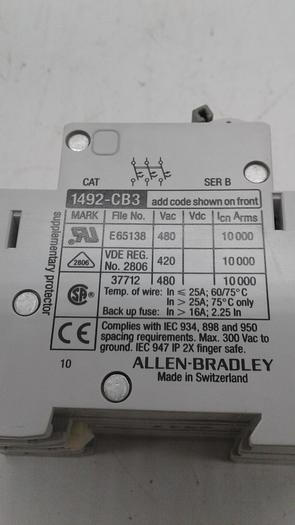 CAT SER B
1492-CB3 add code shown on front
MARK File No. Vac Vdc Icn Arms
E65138 480 10 000
2806 VDE REG. No. 2806 420 10 000
37712 480 10 000
Temp. of wire: In ≤ 25A; 60/75°C
In > 25A; 75°C only
Back up fuse: In > 16A; 2.25 In
Complies with IEC 934, 898 and 950
spacing requirements. Max. 300 Vac to
ground. IEC 947 IP 2X finger safe.
supplementary protector
10 ALLEN-BRADLEY
Made in Switzerland